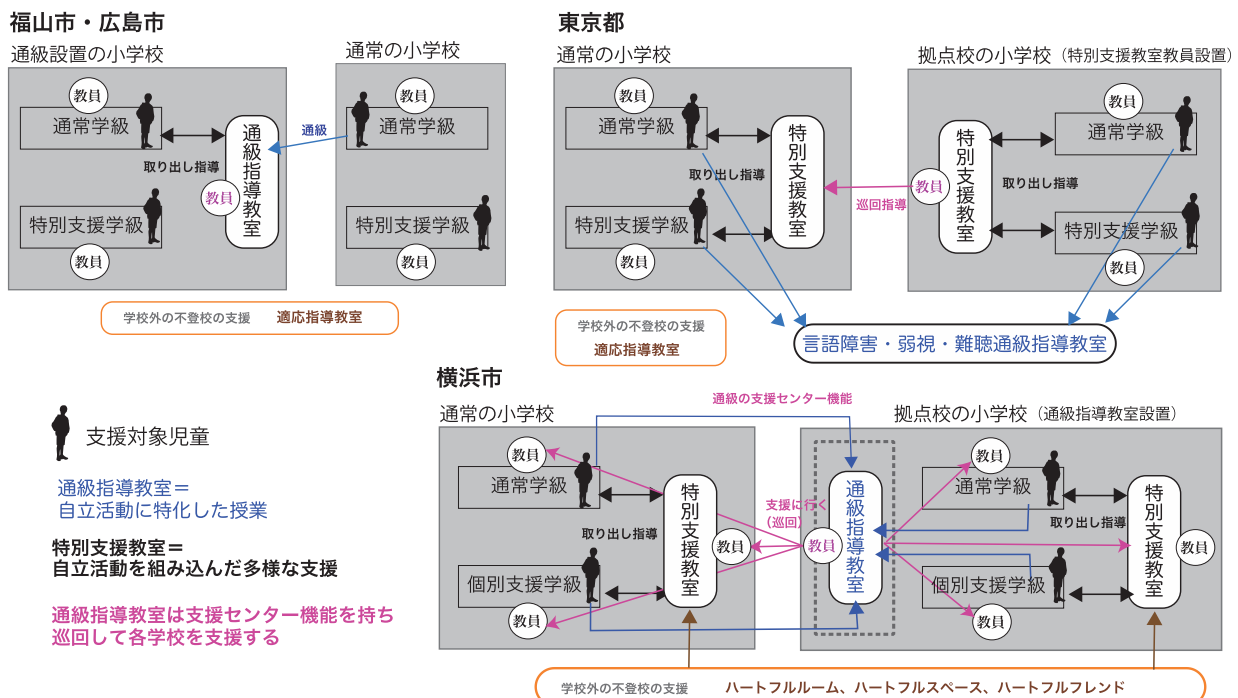 福山市・広島市
通級設置の小学校
通常の小学校
教員
通常学級
取り出し指導
通級指導教室
教員
特別支援学級
教員
通級
教員
通常学級
特別支援学級
教員
学校外の不登校の支援 適応指導教室
東京都
通常の小学校
拠点校の小学校(特別支援教室教員設置)
教員
通常学級
取り出し指導
特別支援教室
特別支援学級
教員
巡回指導
教員
特別支援教室
取り出し指導
教員
通常学級
特別支援学級
教員
学校外の不登校の支援
適応指導教室
言語障害・弱視・難聴通級指導教室
横浜市
通常の小学校
通級の支援センター機能
拠点校の小学校(通級指導教室設置)
教員
通常学級
取り出し指導
特別支援教室
教員
個別支援学級
教員
支援に行く
(巡回)
教員
通級指導教室
教員
通常学級
取り出し指導
特別支援教室
教員
個別支援学級
教員
学校外の不登校の支援 ハートフルルーム、ハートフルスペース、ハートフルフレンド
支援対象児童
通級指導教室=
自立活動に特化した授業
特別支援教室=
自立活動を組み込んだ多様な支援
通級指導教室は支援センター機能を持ち
巡回して各学校を支援する